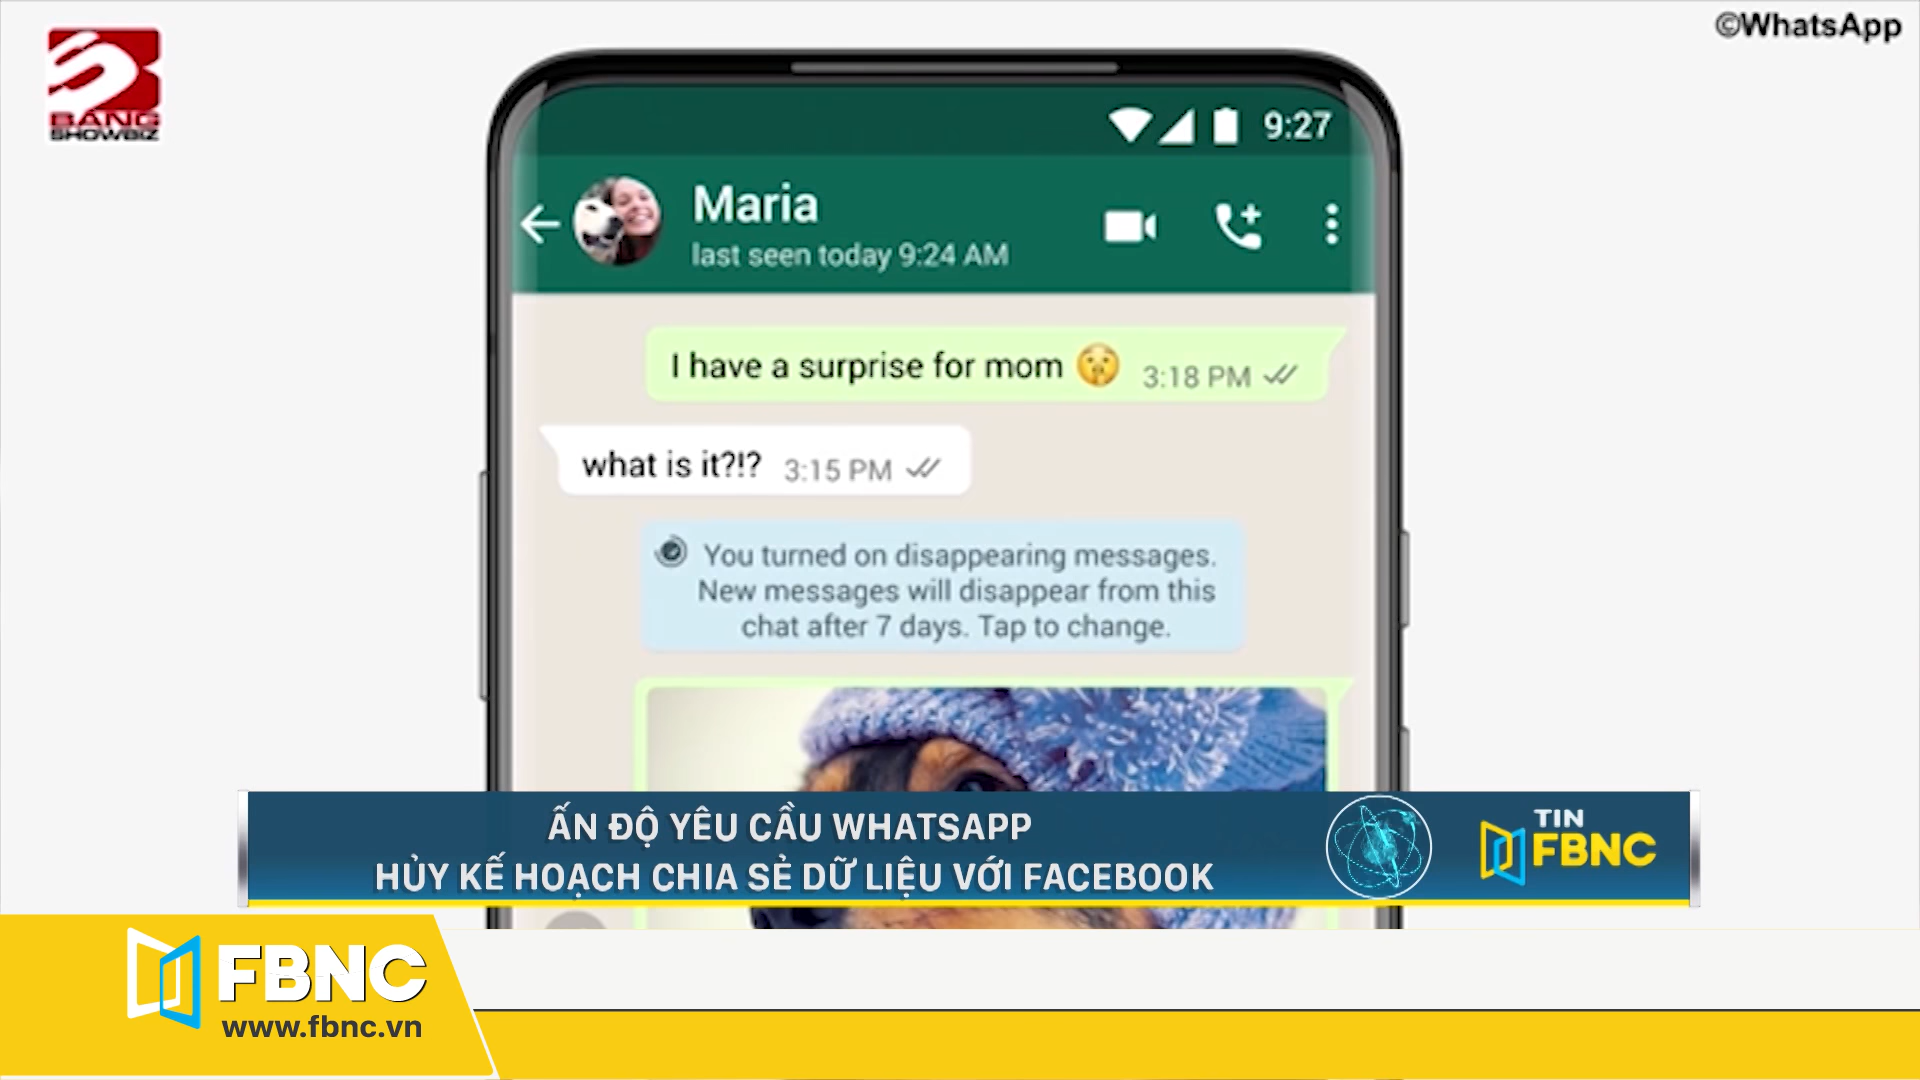 ©WhatsApp
BANG
SHOWBIZ
9:27
Maria
last seen today 9:24 AM
I have a surprise for mom 🤫 3:18 PM
what is it?!? 3:15 PM
You turned on disappearing messages.
New messages will disappear from this
chat after 7 days. Tap to change.
ẤN ĐỘ YÊU CẦU WHATSAPP
HỦY KẾ HOẠCH CHIA SẺ DỮ LIỆU VỚI FACEBOOK
TIN
FBNC
FBNC
www.fbnc.vn